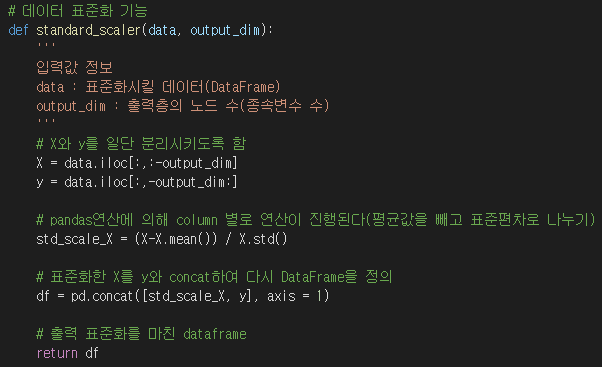 # 데이터 표준화 기능
def standard_scaler(data, output_dim):
    '''
    입력값 정보
    data : 표준화시킬 데이터(DataFrame)
    output_dim : 출력층의 노드 수(종속변수 수)
    '''
    # X와 y를 일단 분리시키도록 함
    X = data.iloc[:,:-output_dim]
    y = data.iloc[:,-output_dim:]

    # pandas연산에 의해 column 별로 연산이 진행된다(평균값을 빼고 표준편차로 나누기)
    std_scale_X = (X-X.mean()) / X.std()

    # 표준화한 X를 y와 concat하여 다시 DataFrame을 정의
    df = pd.concat([std_scale_X, y], axis = 1)

    # 출력 표준화를 마친 dataframe
    return df